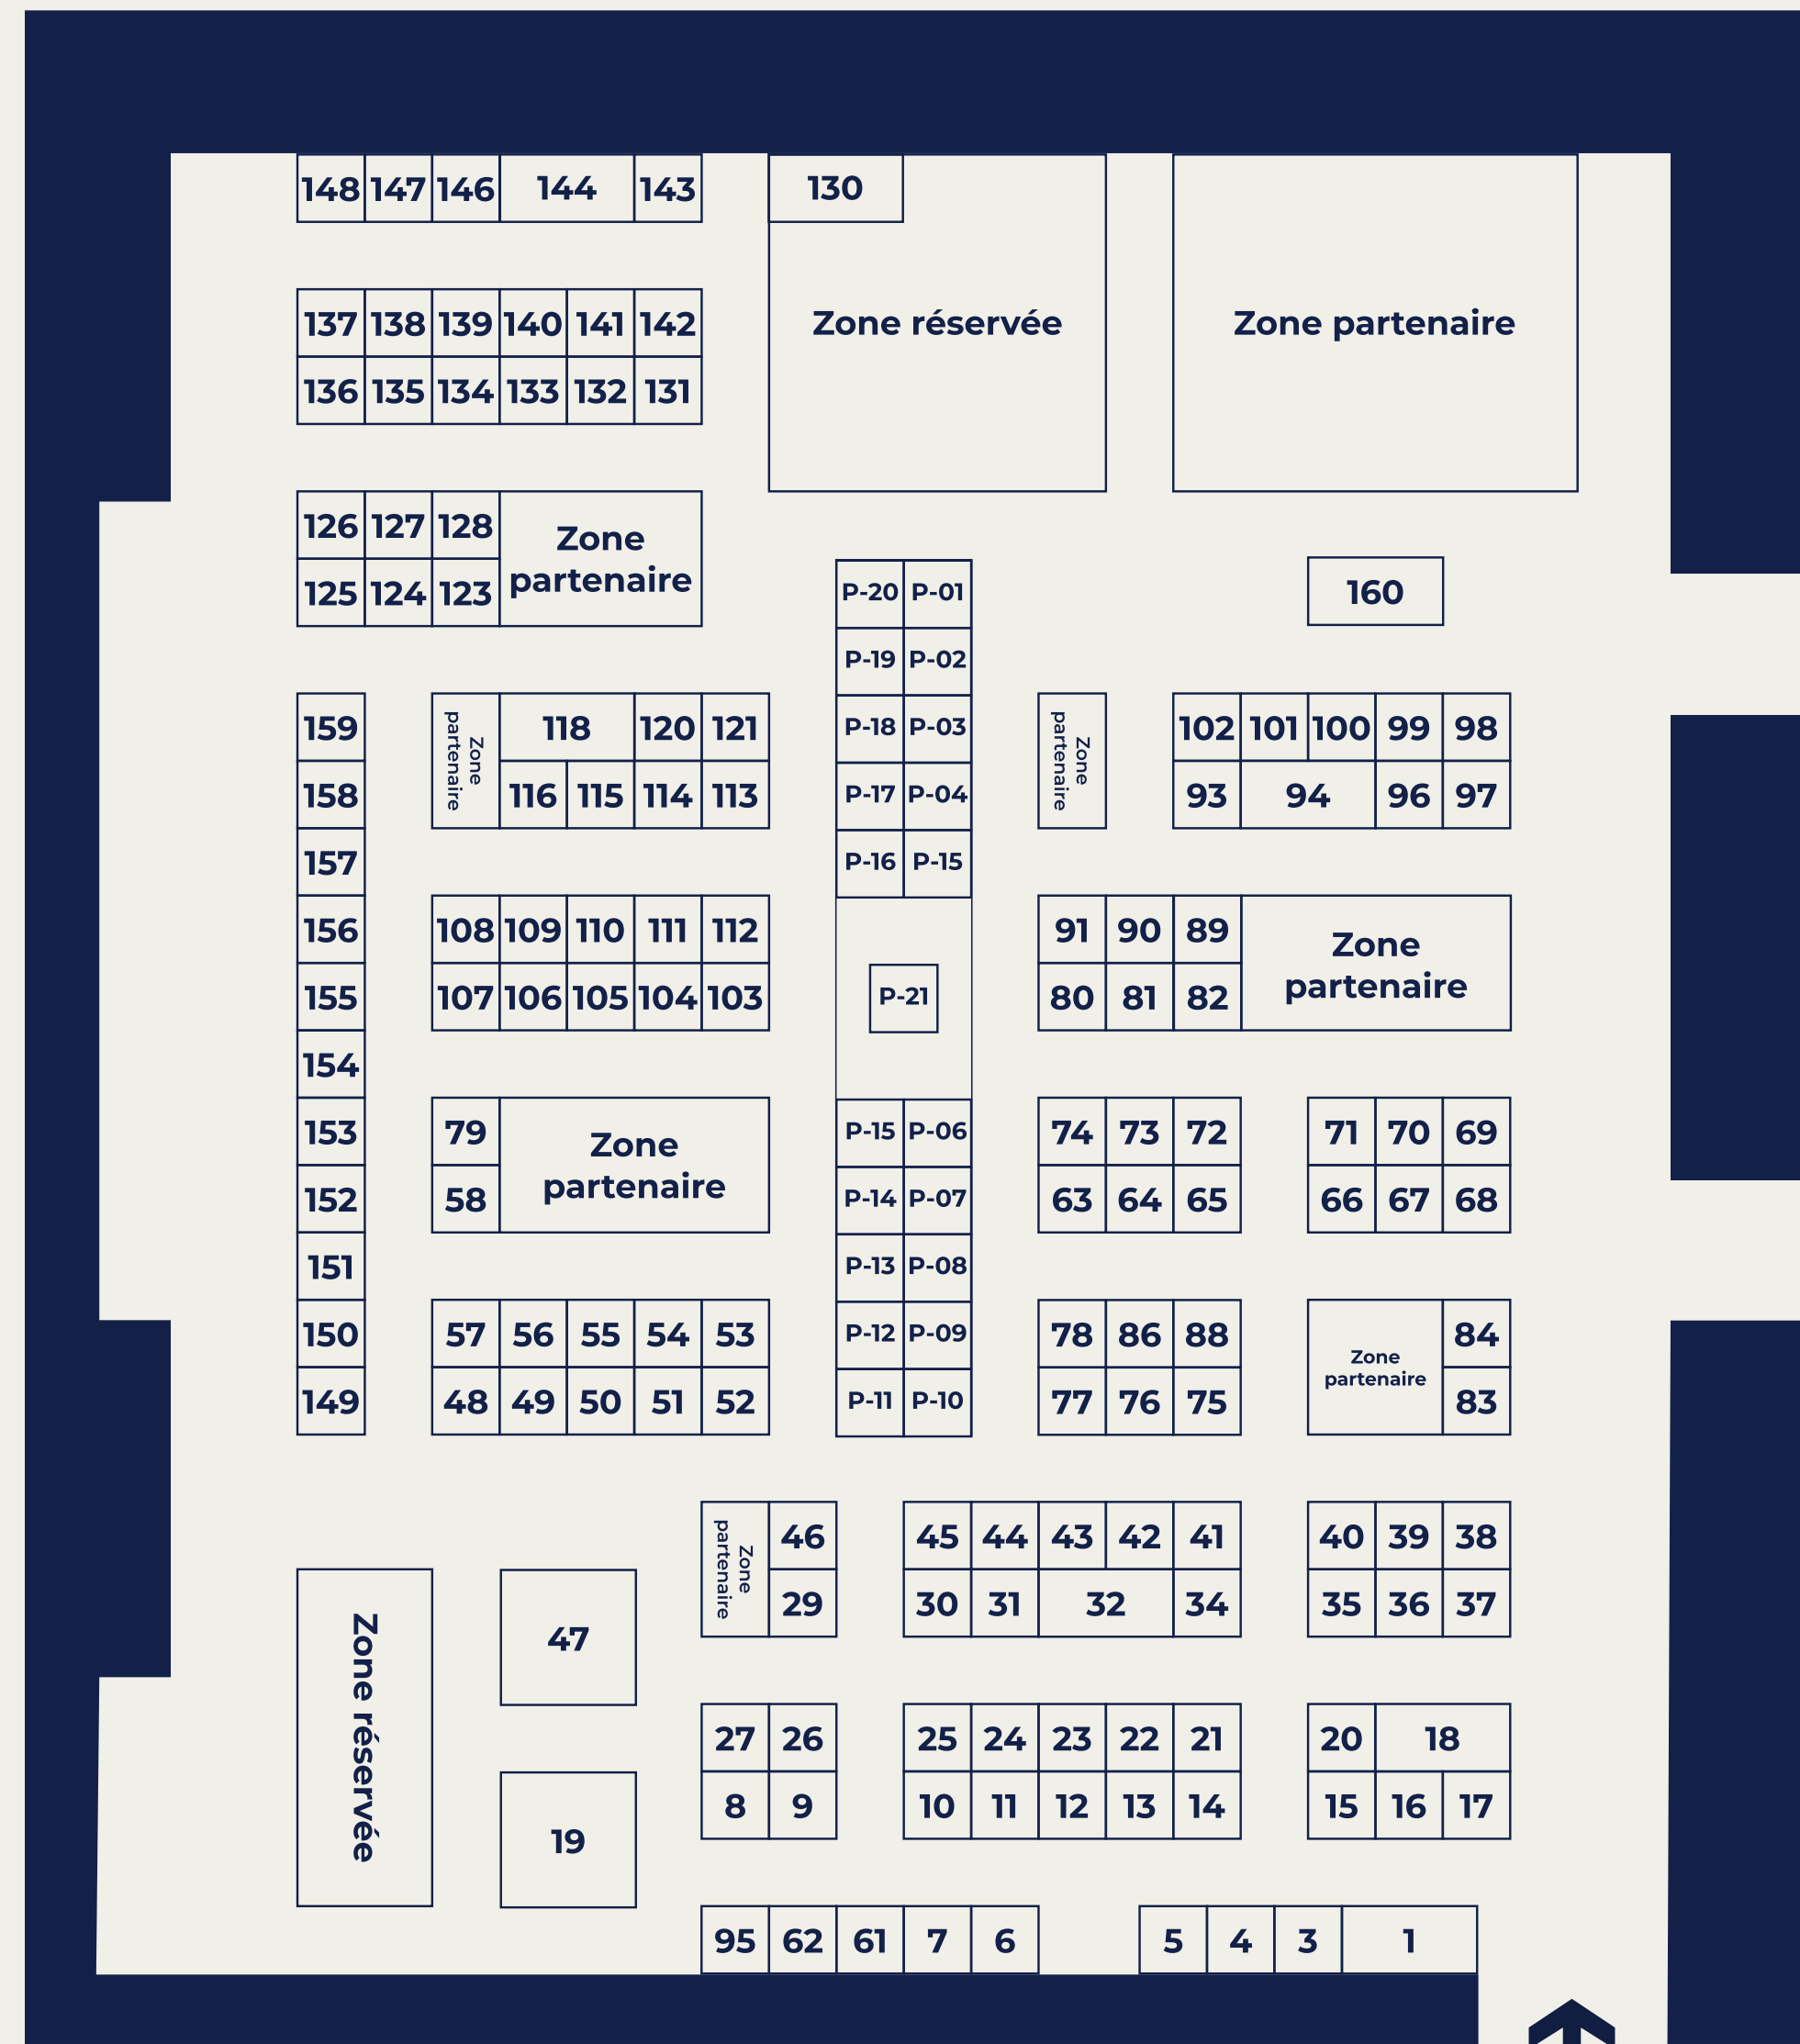 148 147 146 144 143 130
Zone réservée
Zone partenaire
137 138 139 140 141 142
136 135 134 133 132 131
126 127 128
125 124 123
Zone
partenaire
160
P-20 P-01
P-19 P-02
P-18 P-03
P-17 P-04
P-16 P-15
P-21
P-15 P-06
P-14 P-07
P-13 P-08
P-12 P-09
P-11 P-10
159
158
157
156
155
154
153
152
151
150
149
Zone
partenaire
118 120 121
116 115 114 113
Zone
partenaire
102 101 100 99 98
93 94 96 97
108 109 110 111 112
107 106 105 104 103
91 90 89
80 81 82
Zone
partenaire
79
58
Zone
partenaire
74 73 72
63 64 65
71 70 69
66 67 68
57 56 55 54 53
48 49 50 51 52
78 86 88
77 76 75
Zone
partenaire
84
83
Zone
partenaire
46
29
45 44 43 42 41
30 31 32 34
40 39 38
35 36 37
Zone réservée
47
19
27 26
8 9
25 24 23 22 21
10 11 12 13 14
20 18
15 16 17
95 62 61 7 6
5 4 3 1